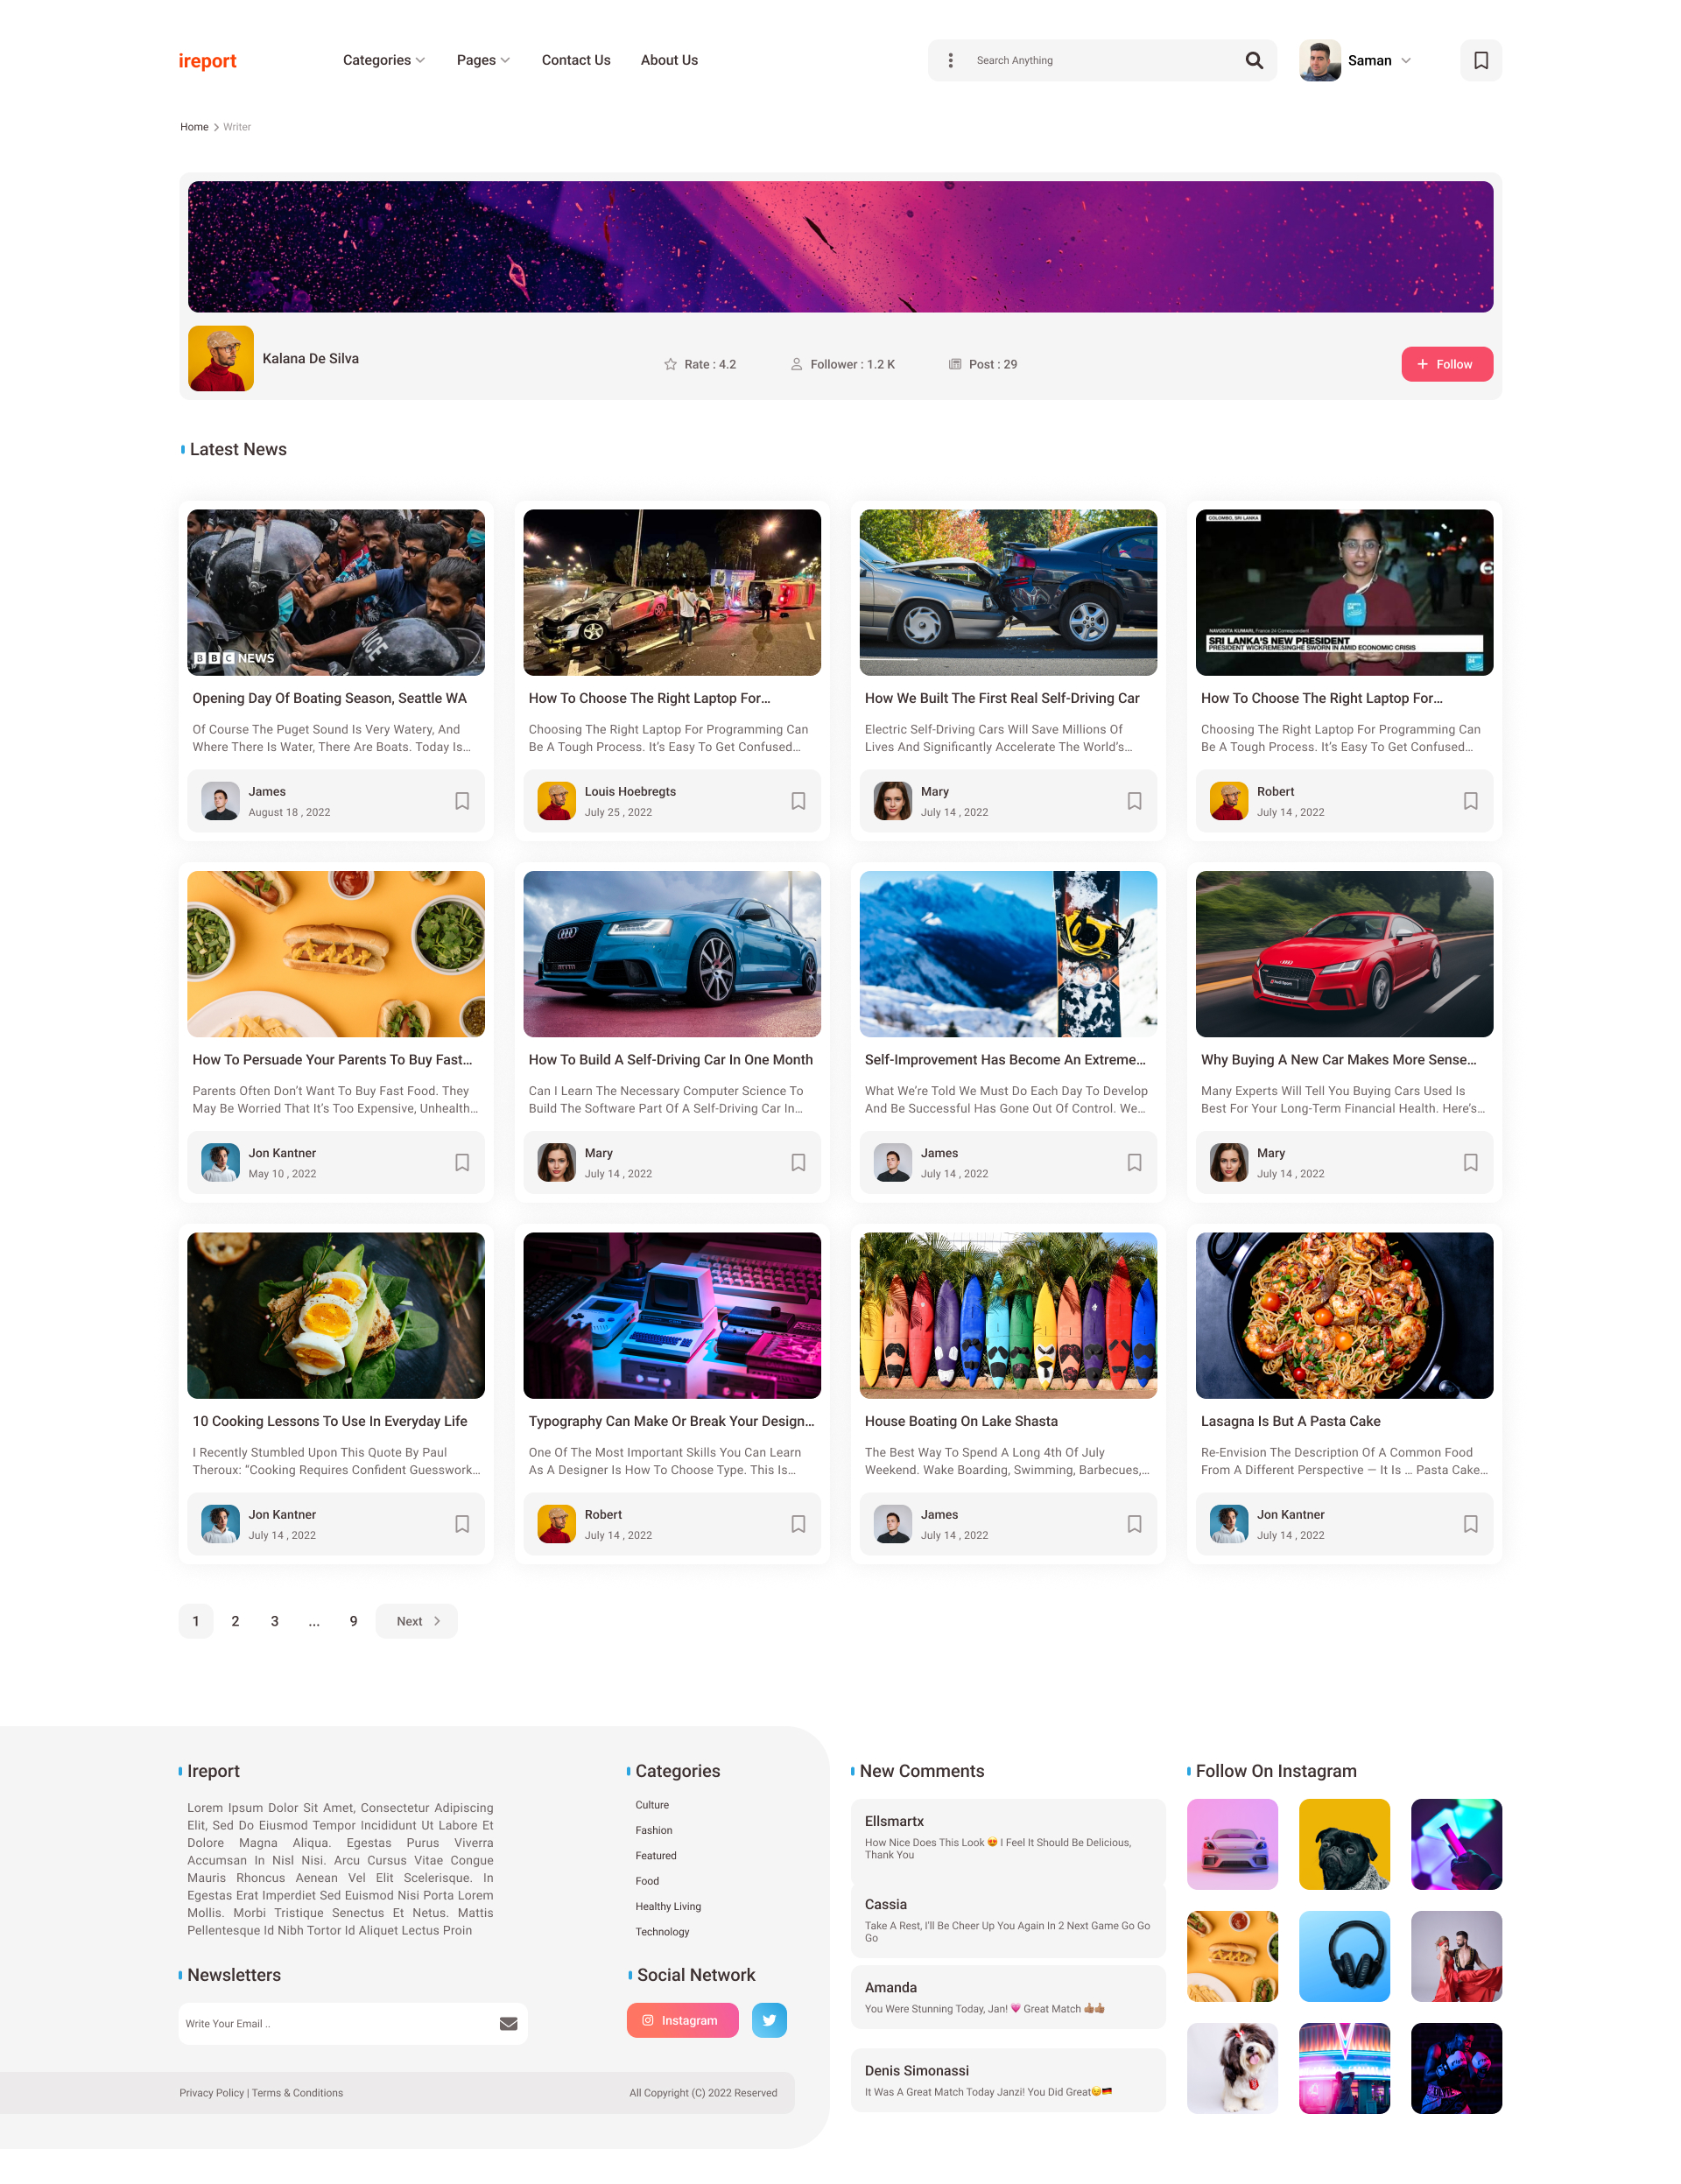 ireport
Categories
Pages
Contact Us
About Us
Search Anything
Saman
Home > Writer
Kalana De Silva
Rate : 4.2
Follower : 1.2 K
Post : 29
+ Follow
Latest News
POLICE
BBC NEWS
COLOMBO, SRI LANKA
NAVODITA KUMARI, France 24 Correspondent
SRI LANKA'S NEW PRESIDENT
PRESIDENT WICKREMESINGHE SWORN IN AMID ECONOMIC CRISIS
Opening Day Of Boating Season, Seattle WA
Of Course The Puget Sound Is Very Watery, And
Where There Is Water, There Are Boats. Today Is...
James
August 18 , 2022
How To Choose The Right Laptop For...
Choosing The Right Laptop For Programming Can
Be A Tough Process. It’s Easy To Get Confused...
Louis Hoebregts
July 25 , 2022
How We Built The First Real Self-Driving Car
Electric Self-Driving Cars Will Save Millions Of
Lives And Significantly Accelerate The World’s...
Mary
July 14 , 2022
How To Choose The Right Laptop For...
Choosing The Right Laptop For Programming Can
Be A Tough Process. It’s Easy To Get Confused...
Robert
July 14 , 2022
How To Persuade Your Parents To Buy Fast...
Parents Often Don’t Want To Buy Fast Food. They
May Be Worried That It’s Too Expensive, Unhealth...
Jon Kantner
May 10 , 2022
How To Build A Self-Driving Car In One Month
Can I Learn The Necessary Computer Science To
Build The Software Part Of A Self-Driving Car In...
Mary
July 14 , 2022
Self-Improvement Has Become An Extreme...
What We’re Told We Must Do Each Day To Develop
And Be Successful Has Gone Out Of Control. We...
James
July 14 , 2022
Why Buying A New Car Makes More Sense...
Many Experts Will Tell You Buying Cars Used Is
Best For Your Long-Term Financial Health. Here’s...
Mary
July 14 , 2022
10 Cooking Lessons To Use In Everyday Life
I Recently Stumbled Upon This Quote By Paul
Theroux: “Cooking Requires Confident Guesswork...
Jon Kantner
July 14 , 2022
Typography Can Make Or Break Your Design...
One Of The Most Important Skills You Can Learn
As A Designer Is How To Choose Type. This Is...
Robert
July 14 , 2022
House Boating On Lake Shasta
The Best Way To Spend A Long 4th Of July
Weekend. Wake Boarding, Swimming, Barbecues,...
James
July 14 , 2022
Lasagna Is But A Pasta Cake
Re-Envision The Description Of A Common Food
From A Different Perspective — It Is ... Pasta Cake...
Jon Kantner
July 14 , 2022
1 2 3 ... 9 Next >
Ireport
Lorem Ipsum Dolor Sit Amet, Consectetur Adipiscing
Elit, Sed Do Eiusmod Tempor Incididunt Ut Labore Et
Dolore Magna Aliqua. Egestas Purus Viverra
Accumsan In Nisl Nisi. Arcu Cursus Vitae Congue
Mauris Rhoncus Aenean Vel Elit Scelerisque. In
Egestas Erat Imperdiet Sed Euismod Nisi Porta Lorem
Mollis. Morbi Tristique Senectus Et Netus. Mattis
Pellentesque Id Nibh Tortor Id Aliquet Lectus Proin
Newsletters
Write Your Email ..
Privacy Policy | Terms & Conditions
Categories
Culture
Fashion
Featured
Food
Healthy Living
Technology
Social Network
Instagram
All Copyright (C) 2022 Reserved
New Comments
Ellsmartx
How Nice Does This Look 😍 I Feel It Should Be Delicious,
Thank You
Cassia
Take A Rest, I’ll Be Cheer Up You Again In 2 Next Game Go Go
Go
Amanda
You Were Stunning Today, Jan! 💗 Great Match 👍🏽👍🏽
Denis Simonassi
It Was A Great Match Today Janzi! You Did Great😉🇩🇪
Follow On Instagram